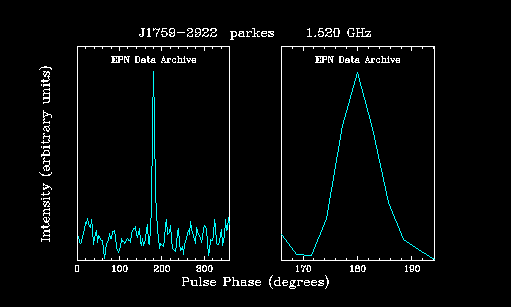 J1759-2922 parkes 1.520 GHz
EPN Data Archive EPN Data Archive
Intensity (arbitrary units)
0 100 200 300 170 180 190
Pulse Phase (degrees)